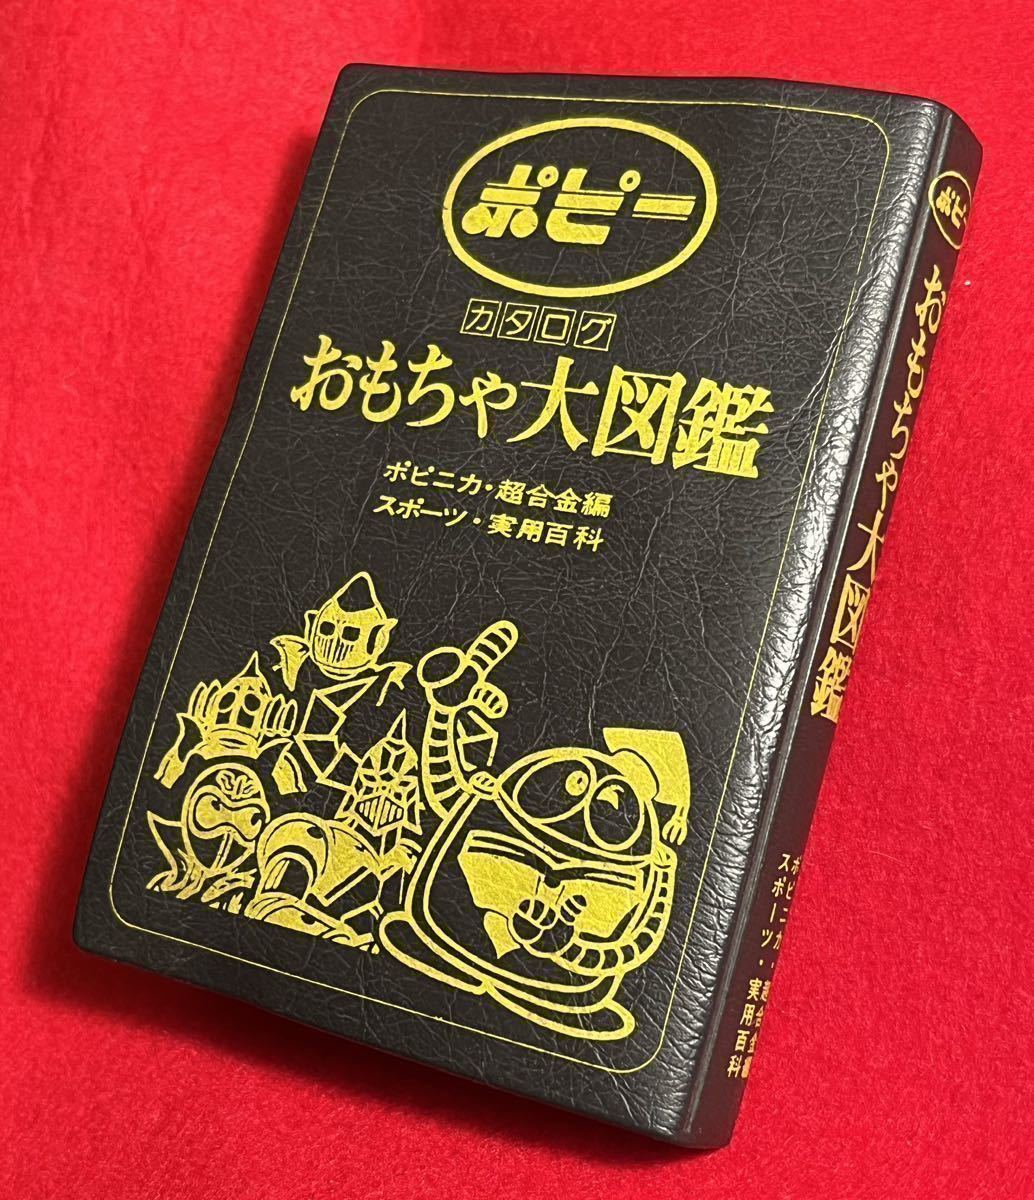 ポピー
カタログ
おもちゃ大図鑑
ポピニカ・超合金編
スポーツ・実用百科
ポピー
おもちゃ大図鑑
ポピニカ・超合金編
スポーツ・実用百科